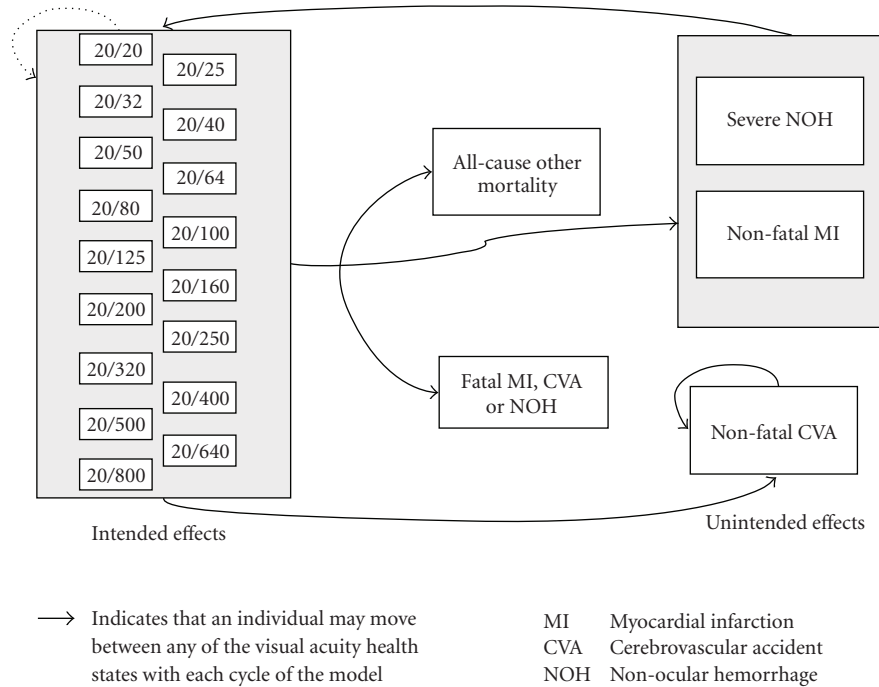 20/20
20/25
20/32
20/40
20/50
20/64
20/80
20/100
20/125
20/160
20/200
20/250
20/320
20/400
20/500
20/640
20/800
Intended effects
All-cause other
mortality
Fatal MI, CVA
or NOH
Severe NOH
Non-fatal MI
Non-fatal CVA
Unintended effects
Indicates that an individual may move
between any of the visual acuity health
states with each cycle of the model
MI Myocardial infarction
CVA Cerebrovascular accident
NOH Non-ocular hemorrhage